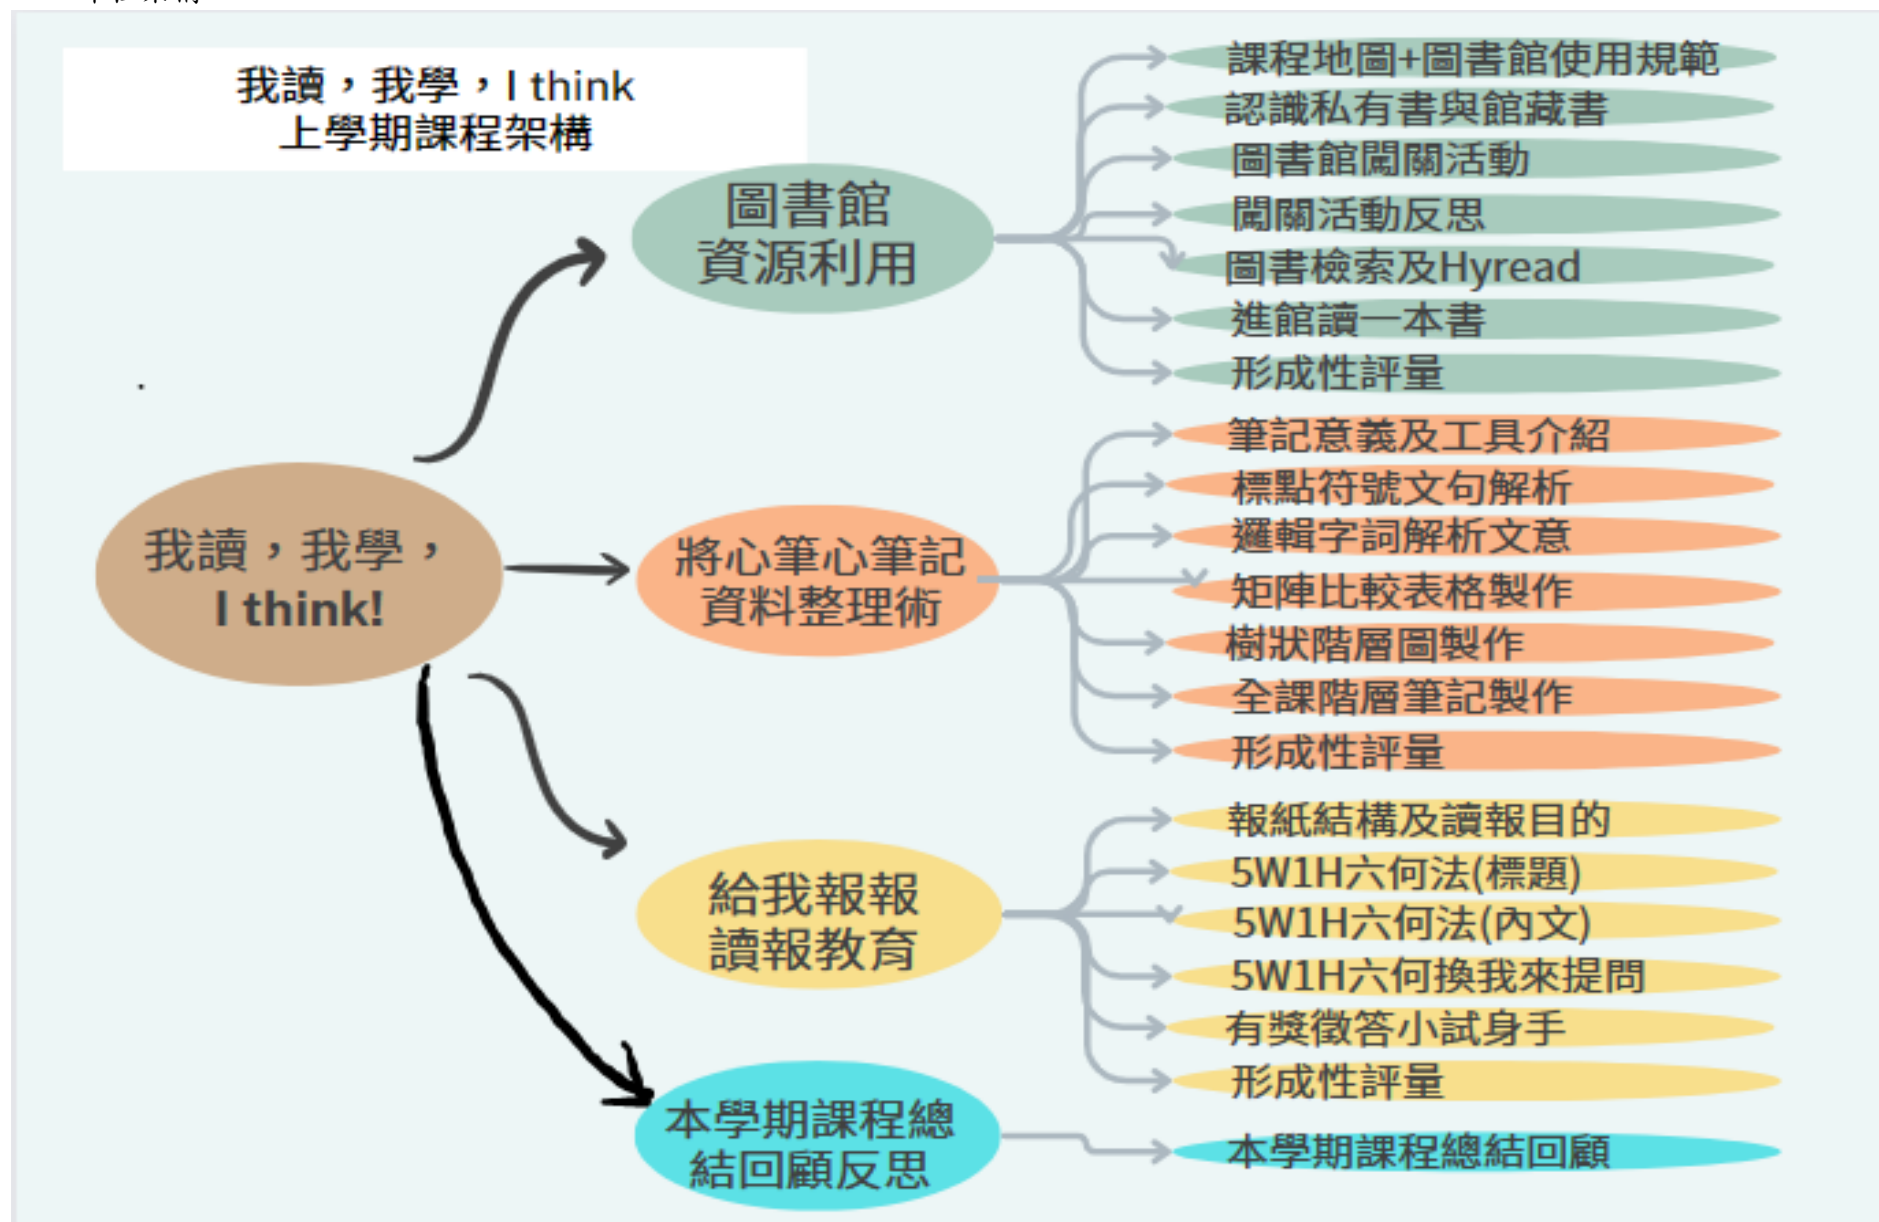 我讀，我學，I think
上學期課程架構
圖書館
資源利用
課程地圖+圖書館使用規範
認識私有書與館藏書
圖書館闖關活動
闖關活動反思
圖書檢索及Hyread
進館讀一本書
形成性評量
我讀，我學，
I think!
將心筆心筆記
資料整理術
筆記意義及工具介紹
標點符號文句解析
邏輯字詞解析文意
矩陣比較表格製作
樹狀階層圖製作
全課階層筆記製作
形成性評量
給我報報
讀報教育
報紙結構及讀報目的
5W1H六何法(標題)
5W1H六何法(內文)
5W1H六何換我來提問
有獎徵答小試身手
形成性評量
本學期課程總
結回顧反思
本學期課程總結回顧